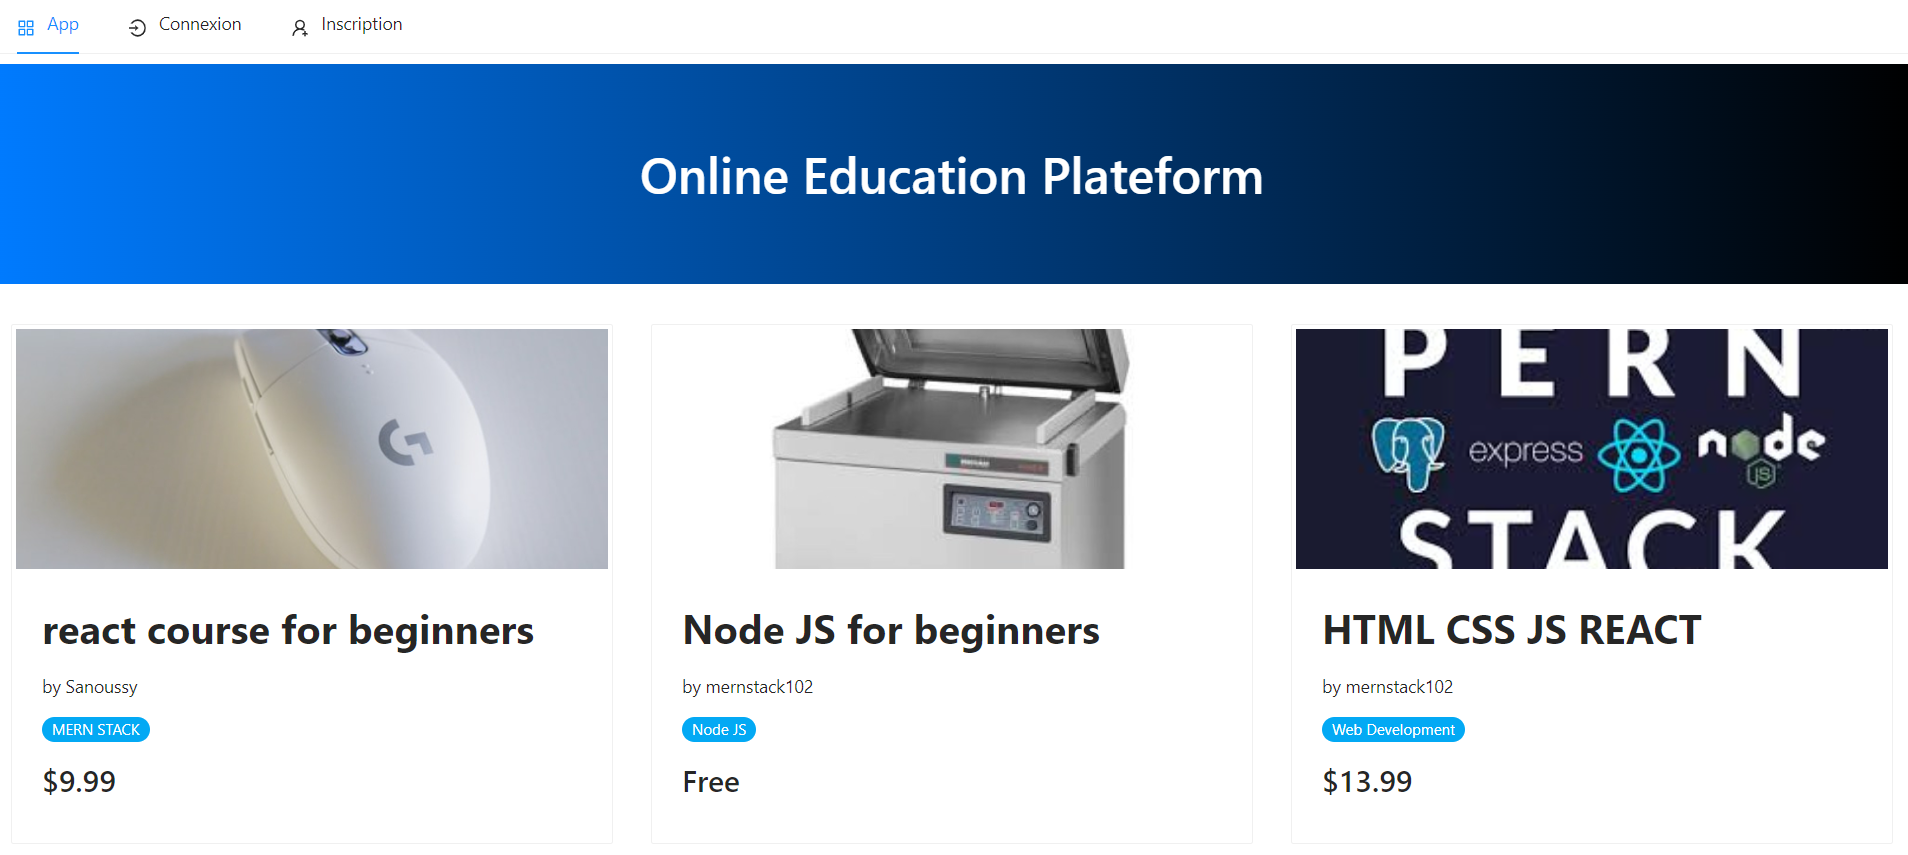 App Connexion Inscription
Online Education Plateform
P E R N
express node
JS
STACK
react course for beginners
by Sanoussy
MERN STACK
$9.99
Node JS for beginners
by mernstack102
Node JS
Free
HTML CSS JS REACT
by mernstack102
Web Development
$13.99